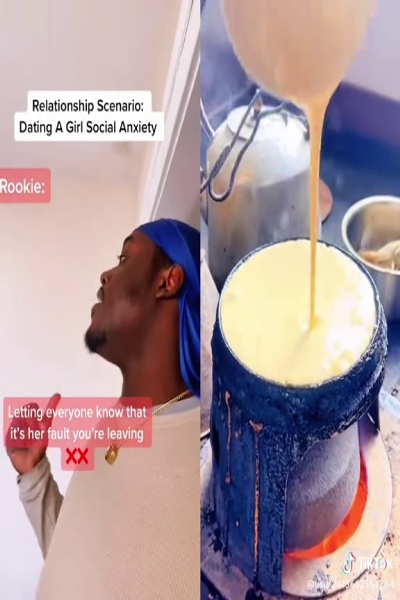 Relationship Scenario:
Dating A Girl Social Anxiety
Rookie:
Letting everyone know that
it's her fault you're leaving
❌❌
TikTok